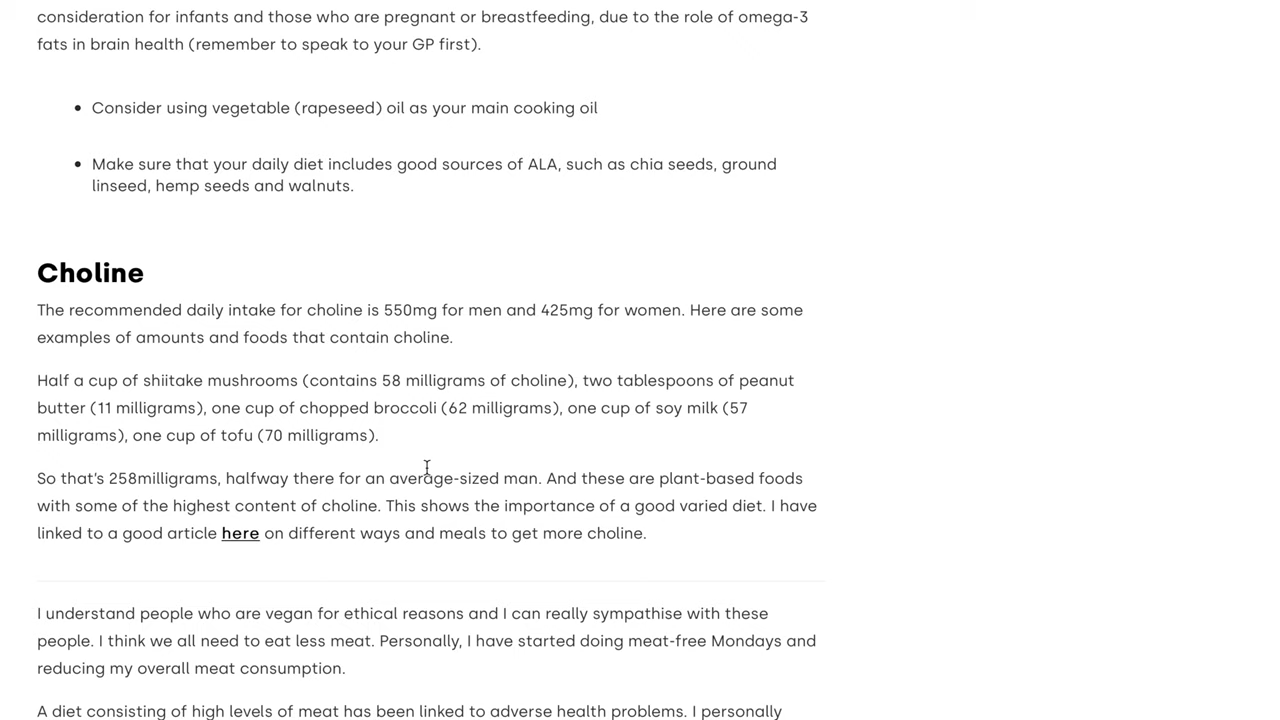 consideration for infants and those who are pregnant or breastfeeding, due to the role of omega-3
fats in brain health (remember to speak to your GP first).
• Consider using vegetable (rapeseed) oil as your main cooking oil
• Make sure that your daily diet includes good sources of ALA, such as chia seeds, ground
linseed, hemp seeds and walnuts.
Choline
The recommended daily intake for choline is 550mg for men and 425mg for women. Here are some
examples of amounts and foods that contain choline.
Half a cup of shiitake mushrooms (contains 58 milligrams of choline), two tablespoons of peanut
butter (11 milligrams), one cup of chopped broccoli (62 milligrams), one cup of soy milk (57
milligrams), one cup of tofu (70 milligrams).
So that's 258milligrams, halfway there for an average-sized man. And these are plant-based foods
with some of the highest content of choline. This shows the importance of a good varied diet. I have
linked to a good article here on different ways and meals to get more choline.
I understand people who are vegan for ethical reasons and I can really sympathise with these
people. I think we all need to eat less meat. Personally, I have started doing meat-free Mondays and
reducing my overall meat consumption.
A diet consisting of high levels of meat has been linked to adverse health problems. I personally